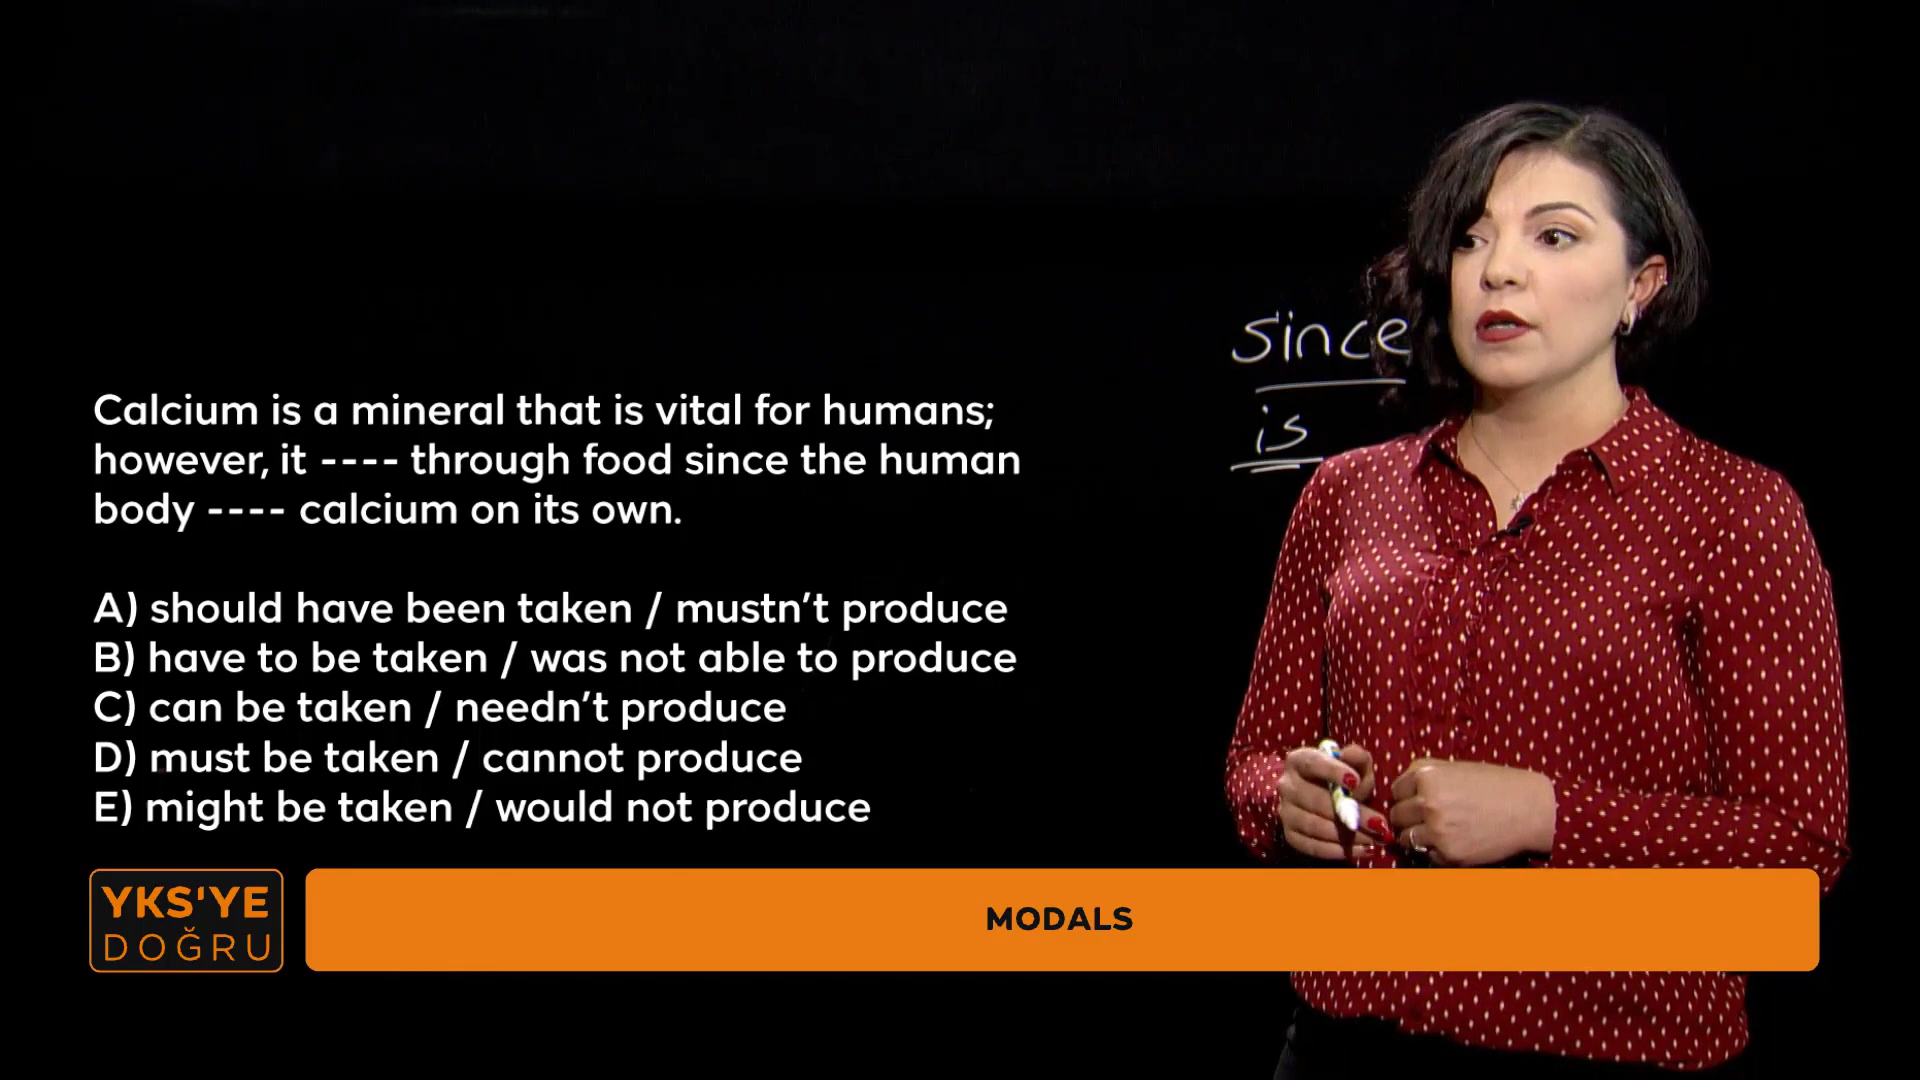 since
is
Calcium is a mineral that is vital for humans;
however, it ---- through food since the human
body ---- calcium on its own.
A) should have been taken / mustn't produce
B) have to be taken / was not able to produce
C) can be taken / needn't produce
D) must be taken / cannot produce
E) might be taken / would not produce
YKS'YE
DOĞRU
MODALS